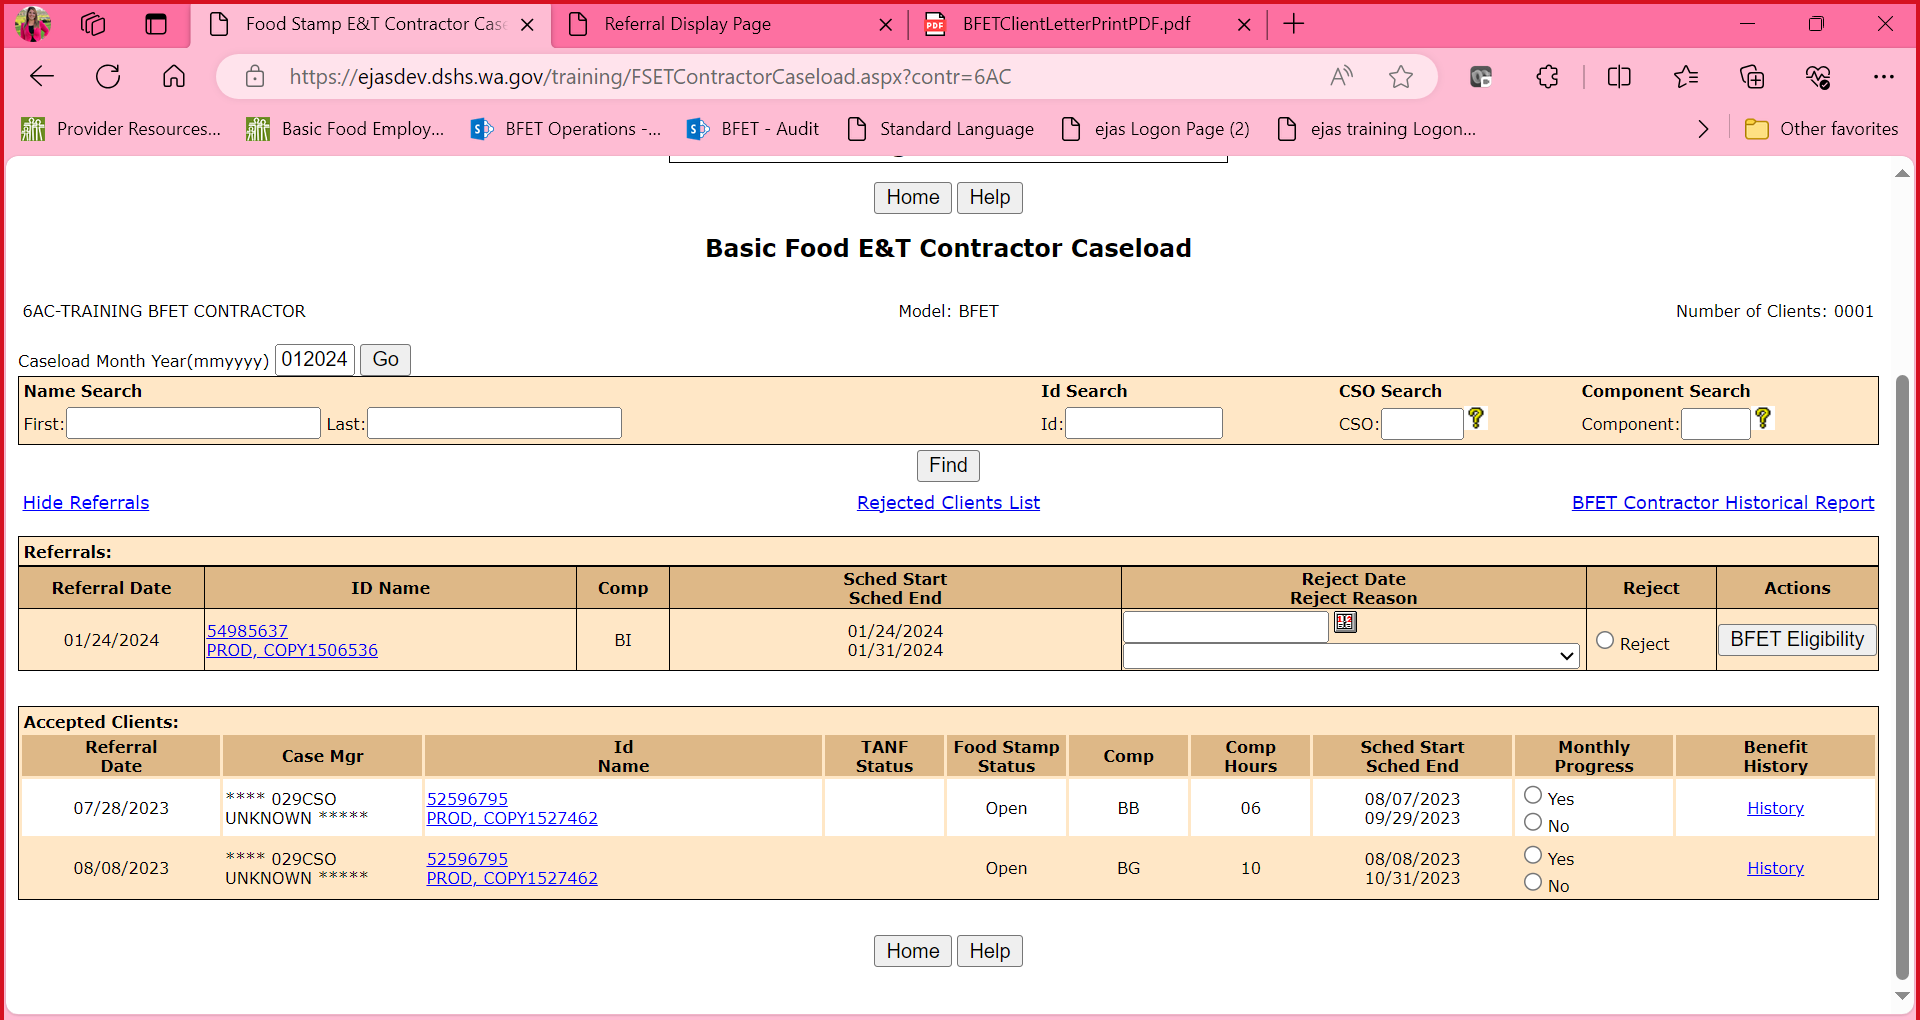 Food Stamp E&T Contractor Cas
Referral Display Page
PDF
BFETClientLetterPrintPDF.pdf
https://ejasdev.dshs.wa.gov/training/FSETContractorCaseload.aspx?contr=6AC
Provider Resources...
Basic Food Employ...
BFET Operations -...
BFET - Audit
Standard Language
ejas Logon Page (2)
ejas training Logon...
Other favorites
Home Help
Basic Food E&T Contractor Caseload
6AC-TRAINING BFET CONTRACTOR
Model: BFET
Number of Clients: 0001
Caseload Month Year(mmyyyy) 012024 Go
Name Search
Id Search
CSO Search
Component Search
First: Last:
Id:
CSO: ?
Component: ?
Find
Hide Referrals
Rejected Clients List
BFET Contractor Historical Report
Referrals:
Referral Date
ID Name
Comp
Sched Start
Sched End
Reject Date
Reject Reason
Reject
Actions
01/24/2024
54985637
PROD, COPY1506536
BI
01/24/2024
01/31/2024
Reject
BFET Eligibility
Accepted Clients:
Referral
Date
Case Mgr
Id
Name
TANF
Status
Food Stamp
Status
Comp
Comp
Hours
Sched Start
Sched End
Monthly
Progress
Benefit
History
07/28/2023
**** 029CSO
UNKNOWN *****
52596795
PROD, COPY1527462
Open
BB
06
08/07/2023
09/29/2023
Yes
No
History
08/08/2023
**** 029CSO
UNKNOWN *****
52596795
PROD, COPY1527462
Open
BG
10
08/08/2023
10/31/2023
Yes
No
History
Home Help